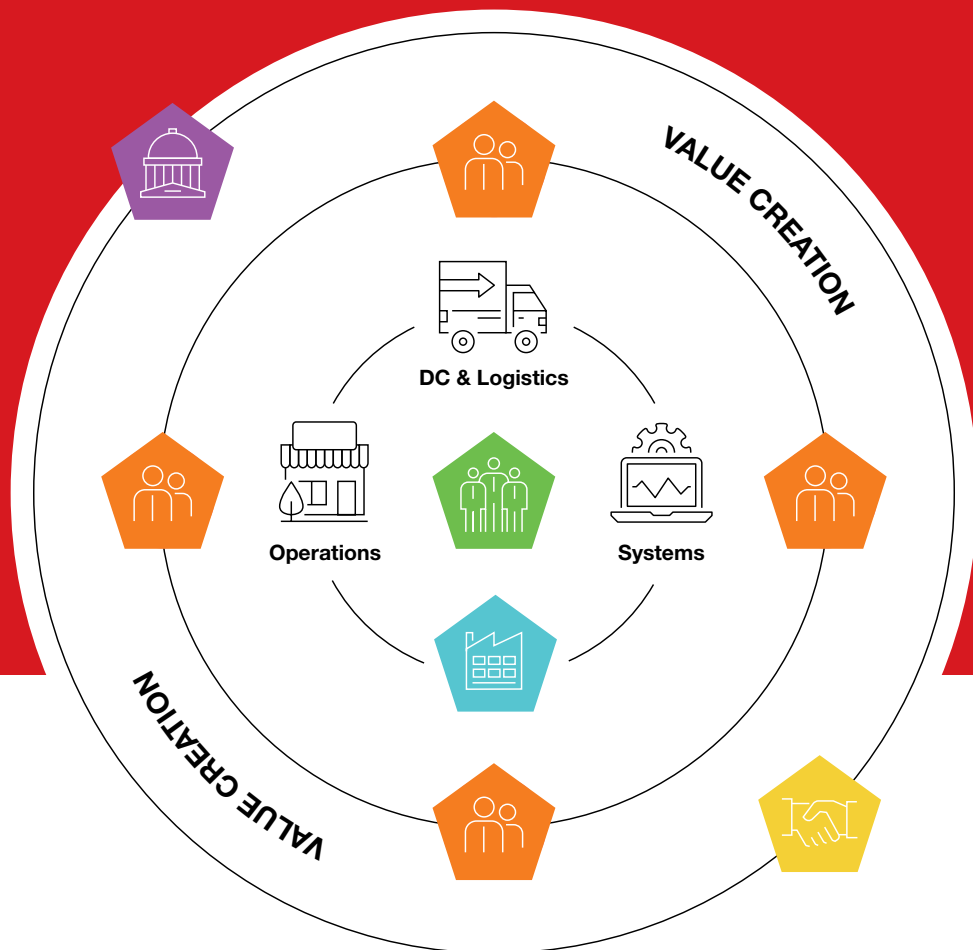 VALUE CREATION
DC & Logistics
Operations
Systems
VALUE CREATION